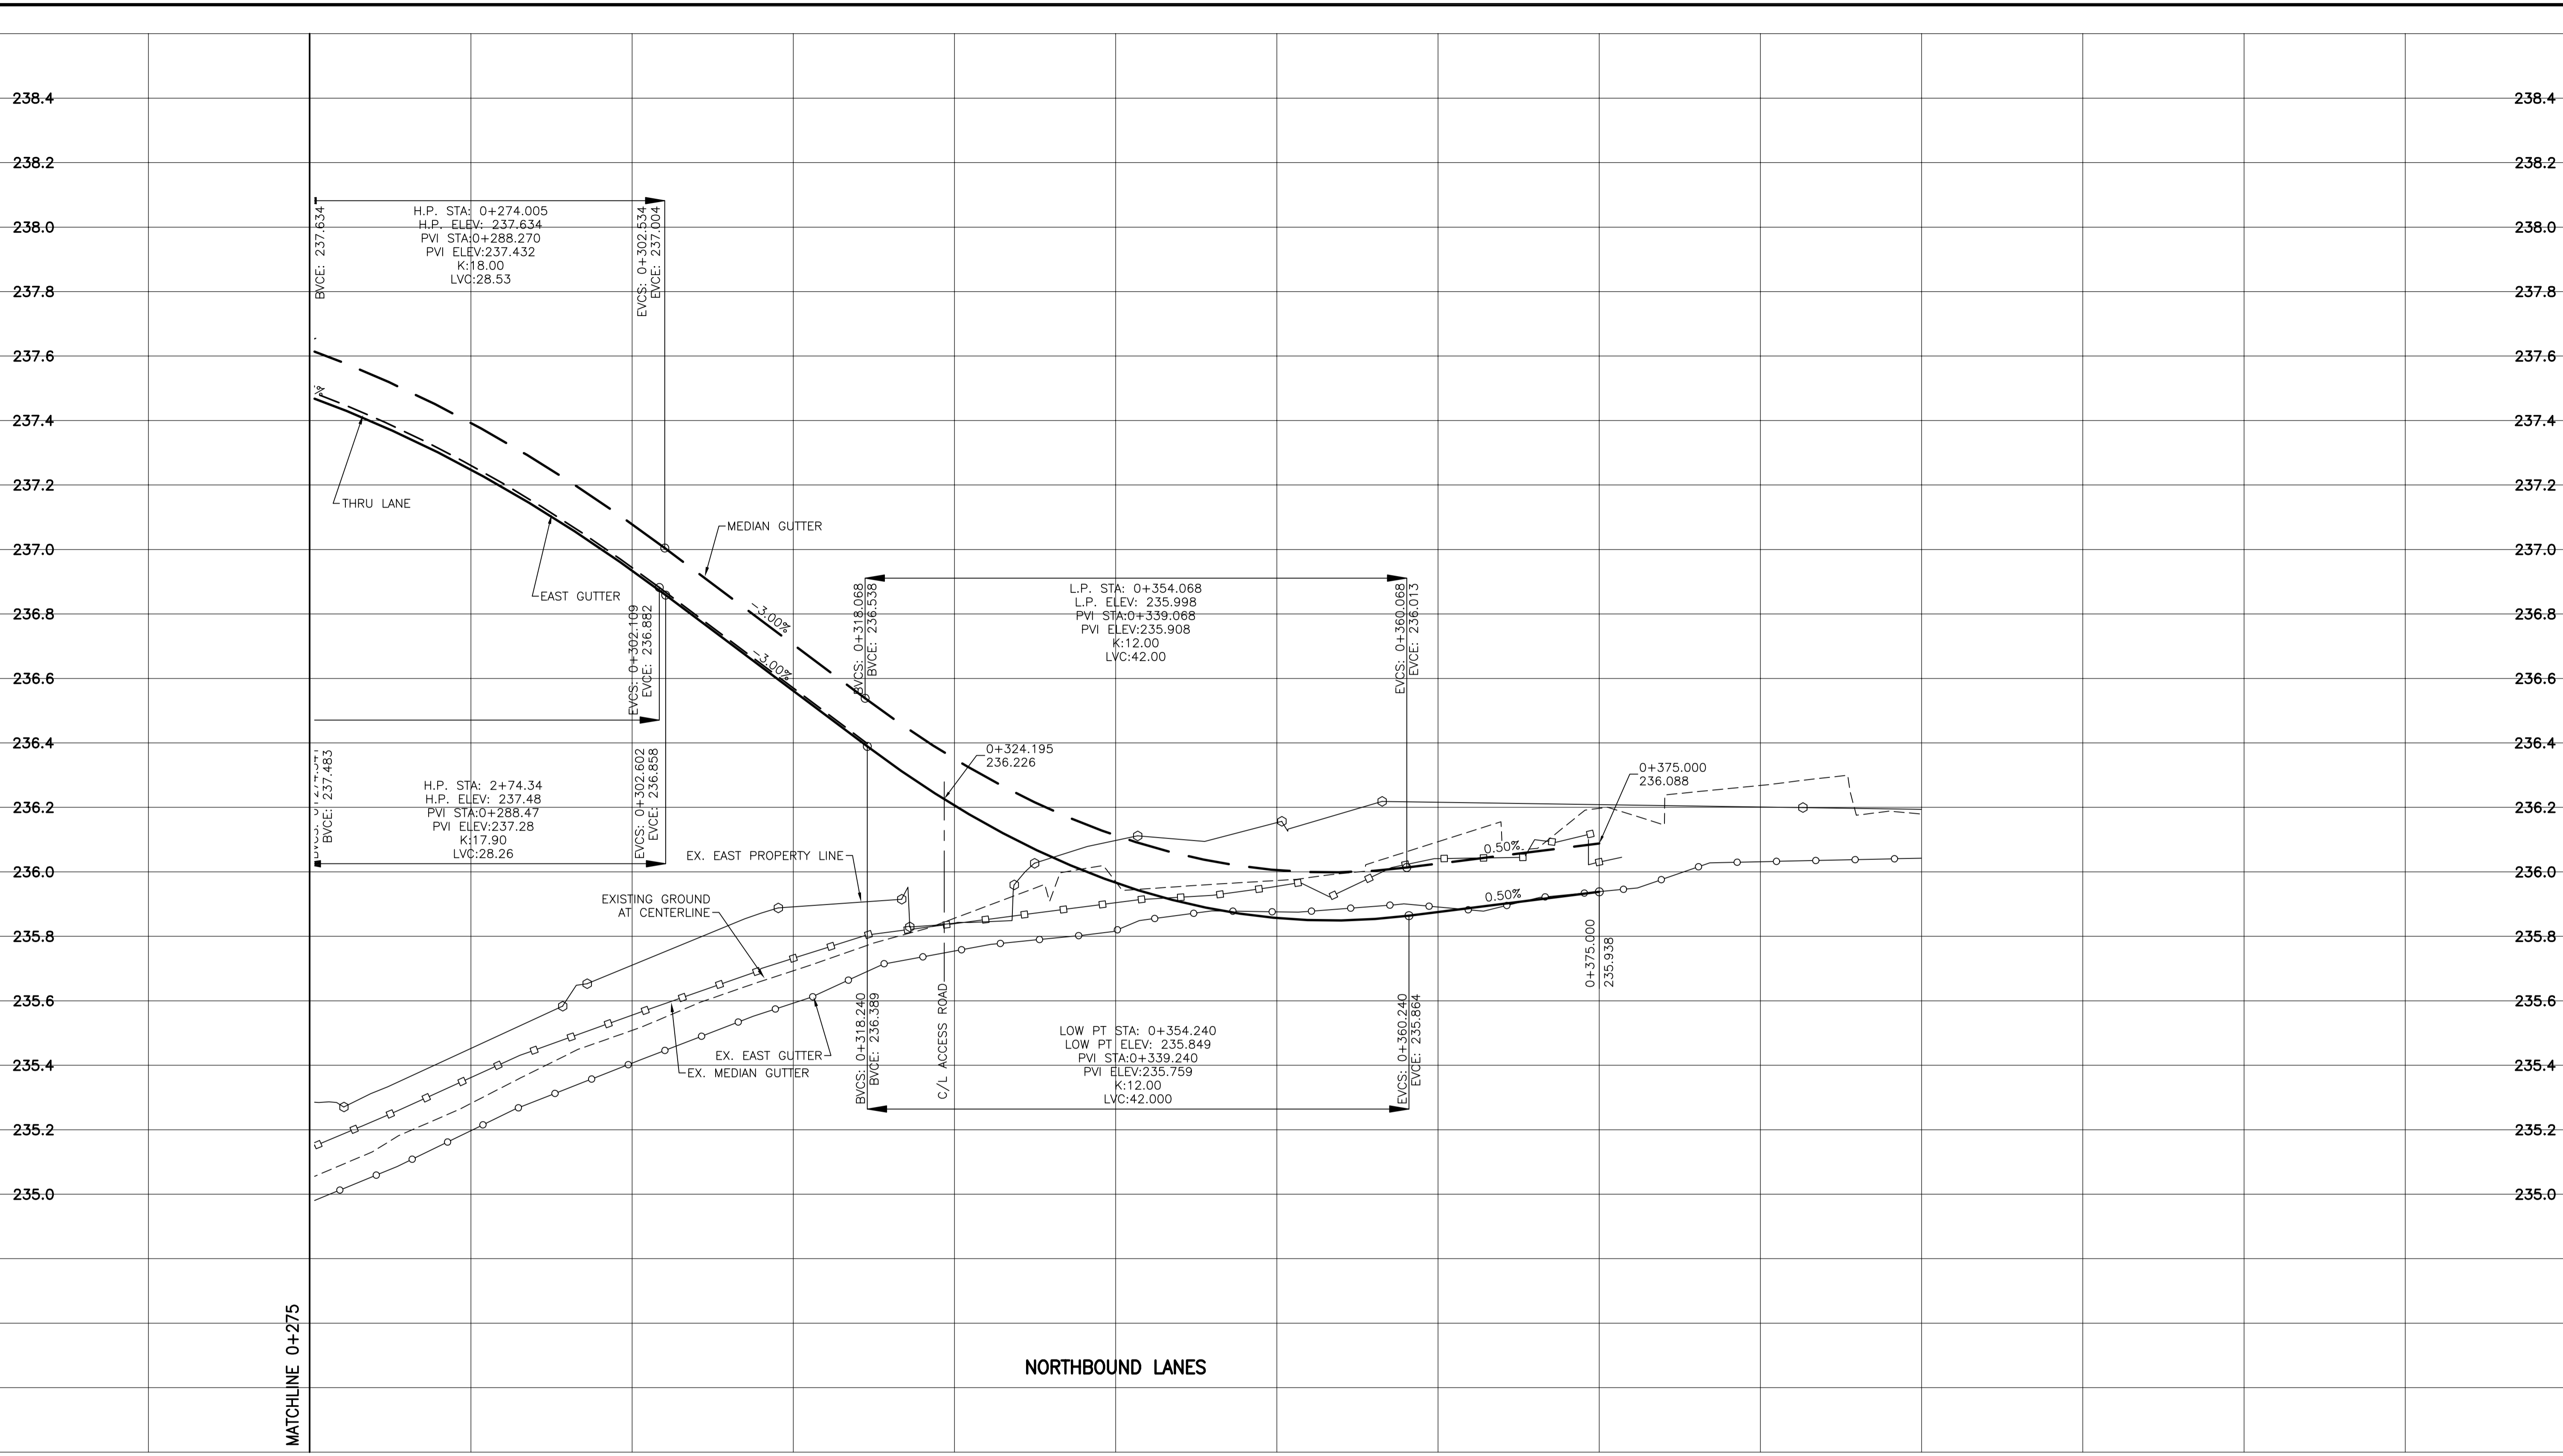 238.4
238.4
238.2
238.2
238.0
238.0
237.8
237.8
237.6
237.6
237.4
237.4
237.2
237.2
237.0
237.0
236.8
236.8
236.6
236.6
236.4
236.4
236.2
236.2
236.0
236.0
235.8
235.8
235.6
235.6
235.4
235.4
235.2
235.2
235.0
235.0
BVCE: 237.634
H.P. STA: 0+274.005
H.P. ELEV: 237.634
PVI STA:0+288.270
PVI ELEV:237.432
K:18.00
LVC:28.53
EVCS: 0+302.534
EVCE: 237.004
%
THRU LANE
EAST GUTTER
MEDIAN GUTTER
-3.00%
-3.00%
EVCS: 0+302.109
EVCE: 236.882
BVCE: 237.483
H.P. STA: 2+74.34
H.P. ELEV: 237.48
PVI STA:0+288.47
PVI ELEV:237.28
K:17.90
LVC:28.26
EVCS: 0+302.602
EVCE: 236.858
BVCS: 0+318.068
BVCE: 236.538
L.P. STA: 0+354.068
L.P. ELEV: 235.998
PVI STA:0+339.068
PVI ELEV:235.908
K:12.00
LVC:42.00
EVCS: 0+360.068
EVCE: 236.013
0+324.195
236.226
0+375.000
236.088
0.50%
0.50%
EX. EAST PROPERTY LINE
EXISTING GROUND
AT CENTERLINE
EX. EAST GUTTER
EX. MEDIAN GUTTER
BVCS: 0+318.240
BVCE: 236.389
C/L ACCESS ROAD
LOW PT STA: 0+354.240
LOW PT ELEV: 235.849
PVI STA:0+339.240
PVI ELEV:235.759
K:12.00
LVC:42.000
EVCS: 0+360.240
EVCE: 235.864
0+375.000
235.938
MATCHLINE 0+275
NORTHBOUND LANES